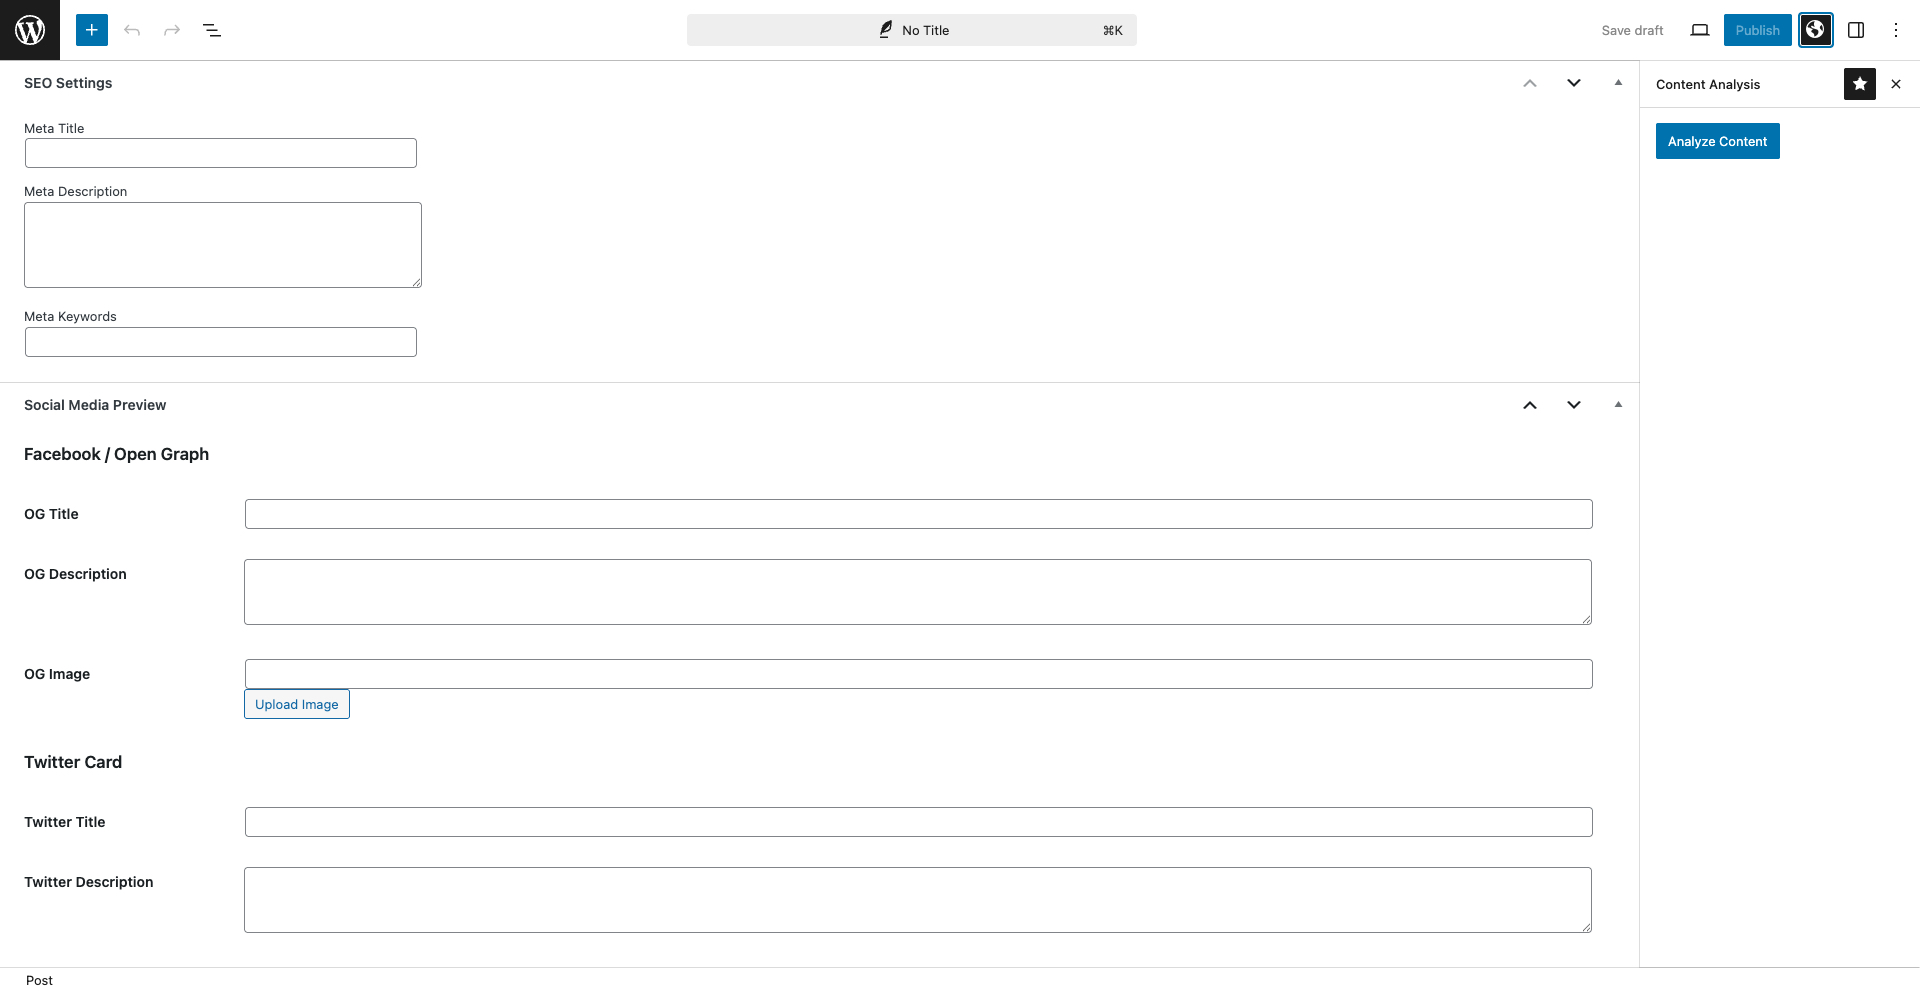 No Title
⌘K
Save draft
Publish
SEO Settings
Meta Title
Meta Description
Meta Keywords
Social Media Preview
Facebook / Open Graph
OG Title
OG Description
OG Image
Upload Image
Twitter Card
Twitter Title
Twitter Description
Content Analysis
Analyze Content
Post